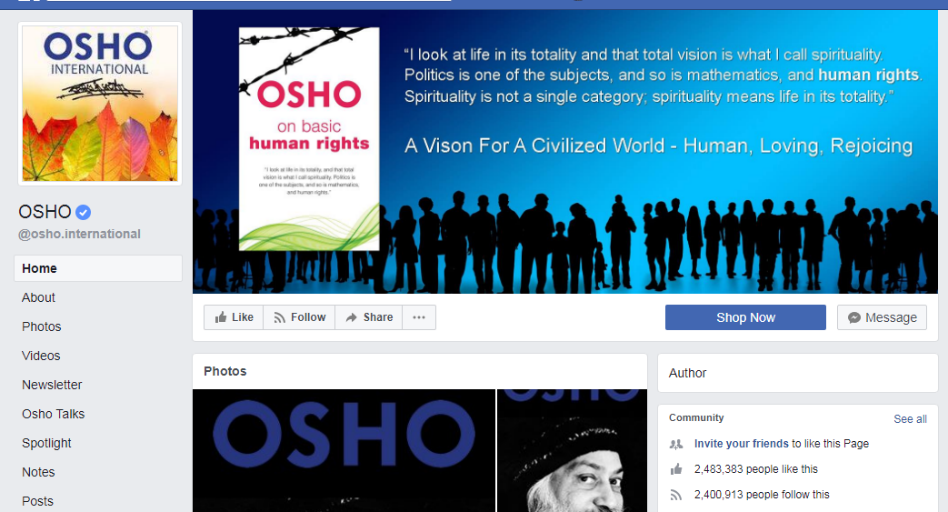 OSHO
INTERNATIONAL
OSHO
@osho.international
Home
About
Photos
Videos
Newsletter
Osho Talks
Spotlight
Notes
Posts
OSHO
on basic
human rights
"I look at life in its totality, and that total
vision is what I call spirituality. Politics is
one of the subjects, and so is mathematics,
and human rights."
“I look at life in its totality and that total vision is what I call spirituality.
Politics is one of the subjects, and so is mathematics, and human rights.
Spirituality is not a single category; spirituality means life in its totality.”
A Vison For A Civilized World - Human, Loving, Rejoicing
Like
Follow
Share
...
Shop Now
Message
Photos
OSHO
OSHO
Author
Community
See all
Invite your friends to like this Page
2,483,383 people like this
2,400,913 people follow this